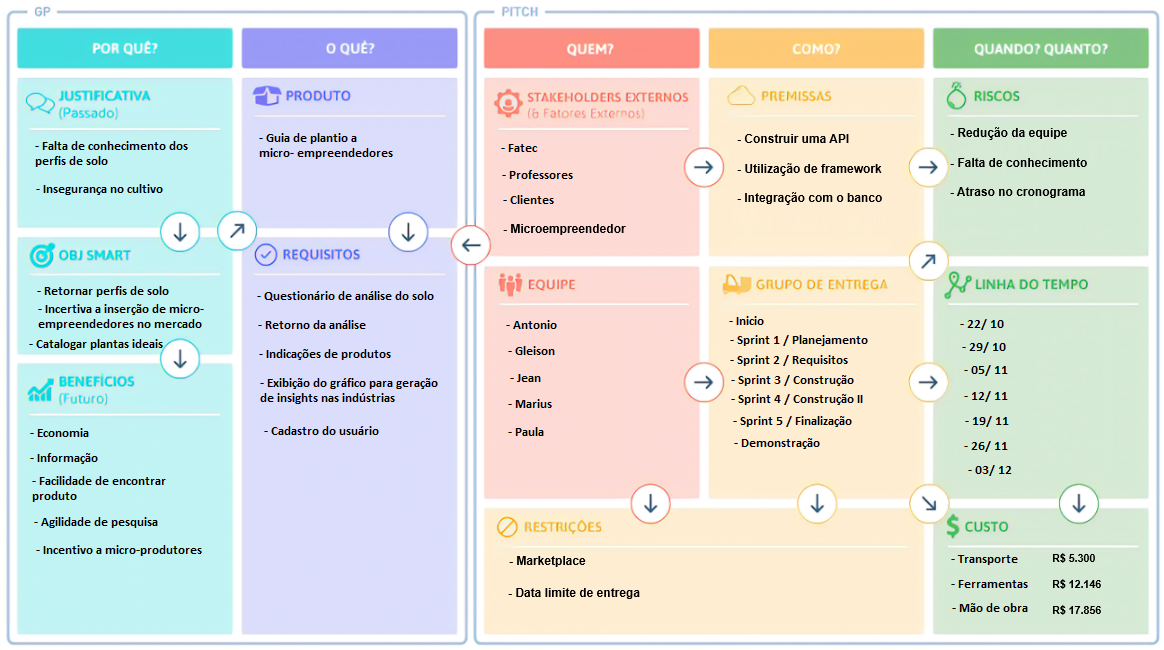 GP
POR QUÊ?
JUSTIFICATIVA
(Passado)
- Falta de conhecimento dos
perfis de solo
- Insegurança no cultivo
OBJ SMART
- Retornar perfis de solo
- Incentiva a inserção de micro-
empreendedores no mercado
- Catalogar plantas ideais
BENEFÍCIOS
(Futuro)
- Economia
- Informação
- Facilidade de encontrar
produto
- Agilidade de pesquisa
- Incentivo a micro-produtores
O QUÊ?
PRODUTO
- Guia de plantio a
micro- empreendedores
REQUISITOS
- Questionário de análise do solo
- Retorno da análise
- Indicações de produtos
- Exibição do gráfico para geração
de insights nas indústrias
- Cadastro do usuário
PITCH
QUEM?
STAKEHOLDERS EXTERNOS
(& Fatores Externos)
- Fatec
- Professores
- Clientes
- Microempreendedor
EQUIPE
- Antonio
- Gleison
- Jean
- Marius
- Paula
COMO?
PREMISSAS
- Construir uma API
- Utilização de framework
- Integração com o banco
GRUPO DE ENTREGA
- Inicio
- Sprint 1 / Planejamento
- Sprint 2 / Requisitos
- Sprint 3 / Construção
- Sprint 4 / Construção II
- Sprint 5 / Finalização
- Demonstração
RESTRIÇÕES
- Marketplace
- Data limite de entrega
QUANDO? QUANTO?
RISCOS
- Redução da equipe
- Falta de conhecimento
- Atraso no cronograma
LINHA DO TEMPO
- 22/ 10
- 29/ 10
- 05/ 11
- 12/ 11
- 19/ 11
- 26/ 11
- 03/ 12
$ CUSTO
- Transporte R$ 5.300
- Ferramentas R$ 12.146
- Mão de obra R$ 17.856